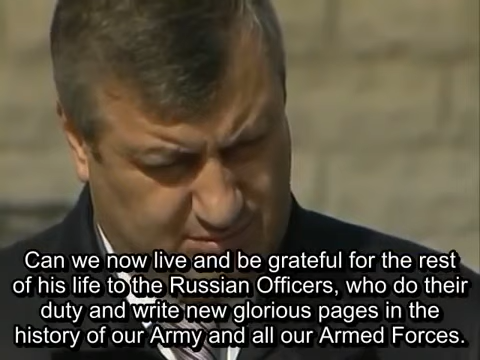 Can we now live and be grateful for the rest
of his life to the Russian Officers, who do their
duty and write new glorious pages in the
history of our Army and all our Armed Forces.